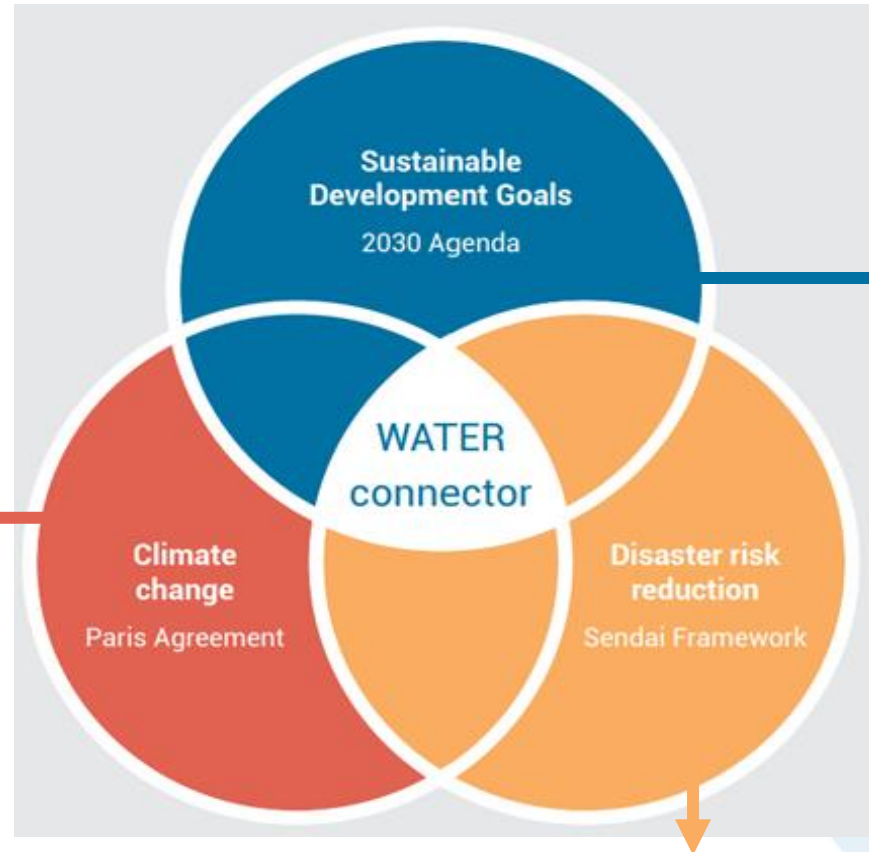 Sustainable
Development Goals
2030 Agenda
WATER
connector
Climate
change
Paris Agreement
Disaster risk
reduction
Sendai Framework